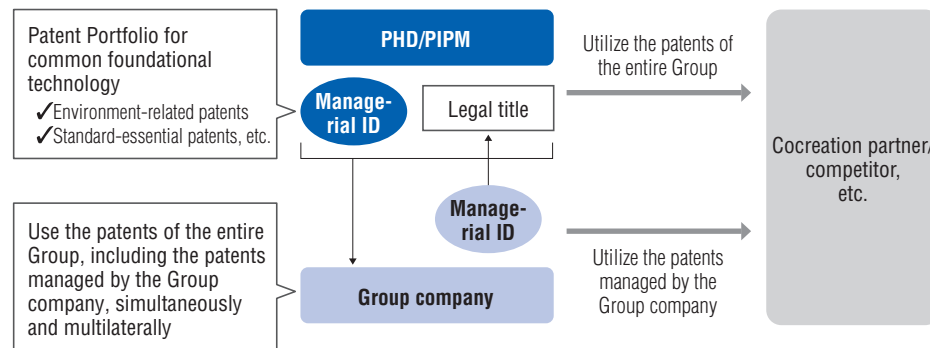 Patent Portfolio for
common foundational
technology
✓Environment-related patents
✓Standard-essential patents, etc.
PHD/PIPM
Manage-
rial ID
Legal title
Utilize the patents of
the entire Group
Cocreation partner/
competitor,
etc.
Use the patents of the entire
Group, including the patents
managed by the Group
company, simultaneously
and multilaterally
Manage-
rial ID
Group company
Utilize the patents
managed by the
Group company